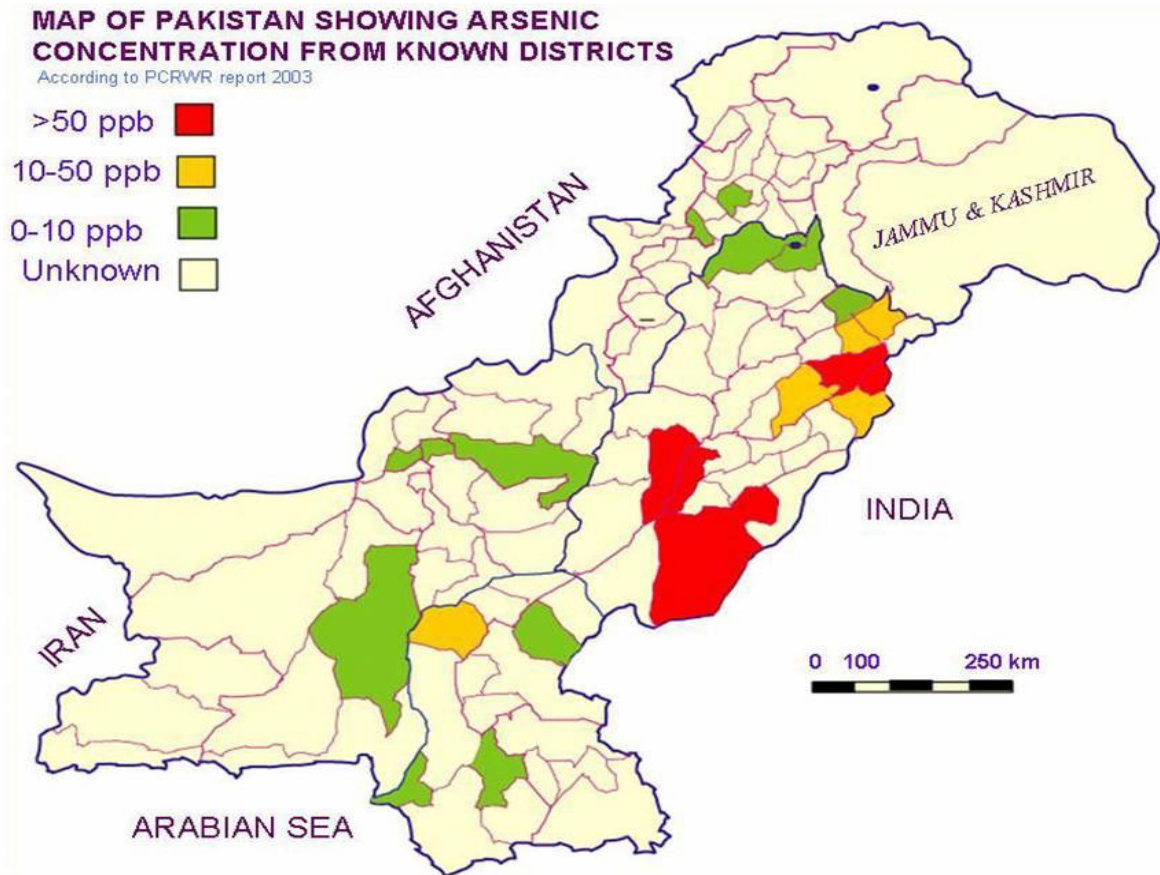 MAP OF PAKISTAN SHOWING ARSENIC
CONCENTRATION FROM KNOWN DISTRICTS
According to PCRWR report 2003
>50 ppb
10-50 ppb
0-10 ppb
Unknown
AFGHANISTAN
JAMMU & KASHMIR
INDIA
IRAN
0 100 250 km
ARABIAN SEA